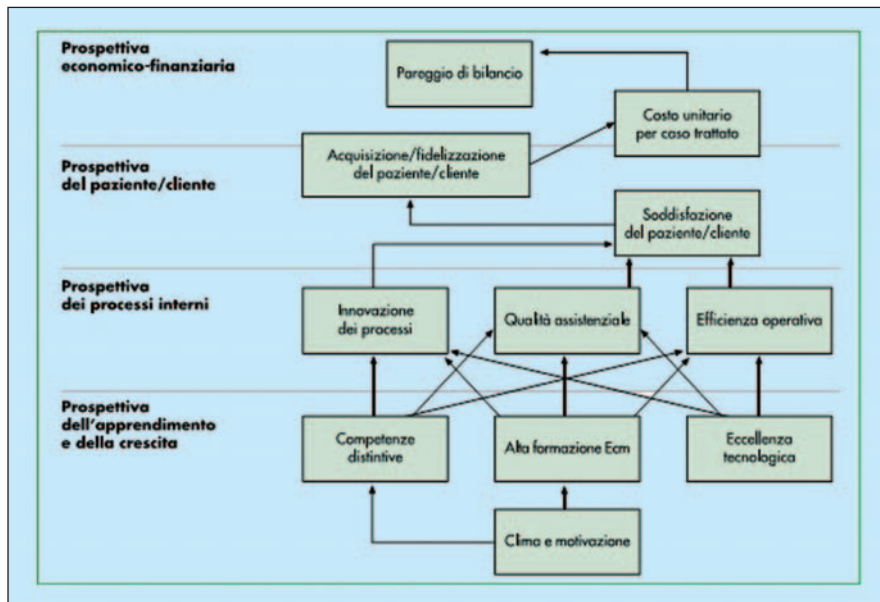 Prospettiva
economico-finanziaria
Pareggio di bilancio
Costo unitario
per caso trattato
Prospettiva
del paziente/cliente
Acquisizione/fidelizzazione
del paziente/cliente
Soddisfazione
del paziente/cliente
Prospettiva
dei processi interni
Innovazione
dei processi
Qualità assistenziale
Efficienza operativa
Prospettiva
dell'apprendimento
e della crescita
Competenze
distintive
Alta formazione Ecm
Eccellenza
tecnologica
Clima e motivazione